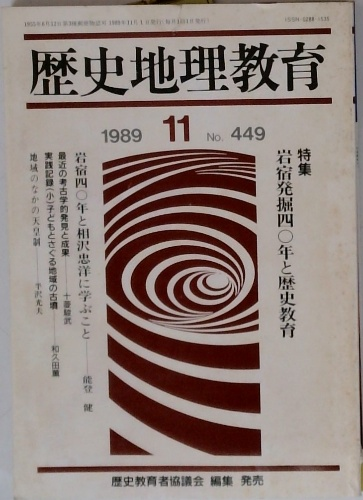 歴史地理教育
1989 11 No. 449
特集
岩宿発掘四〇年と歴史教育
岩宿四〇年と相沢忠洋に学ぶこと——能登 健
最近の考古学的発見と成果——十菱駿武
実践記録(小)子どもとさぐる地域の古墳——和久田薫
地域のなかの天皇制——半沢光夫
歴史教育者協議会 編集 発売